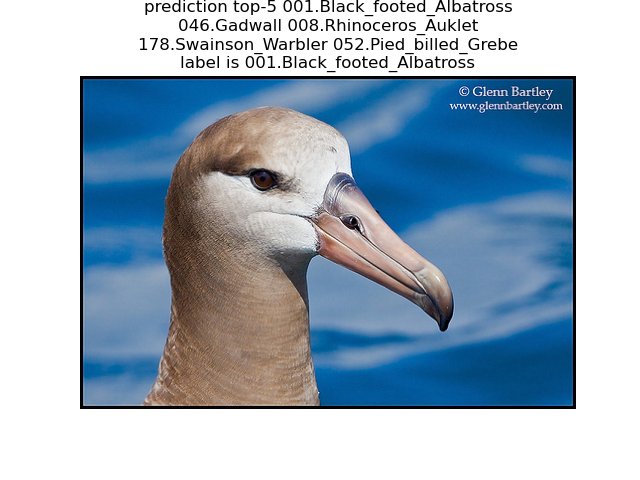 prediction top-5 001.Black_footed_Albatross
046.Gadwall 008.Rhinoceros_Auklet
178.Swainson_Warbler 052.Pied_billed_Grebe
label is 001.Black_footed_Albatross
© Glenn Bartley
www.glennbartley.com